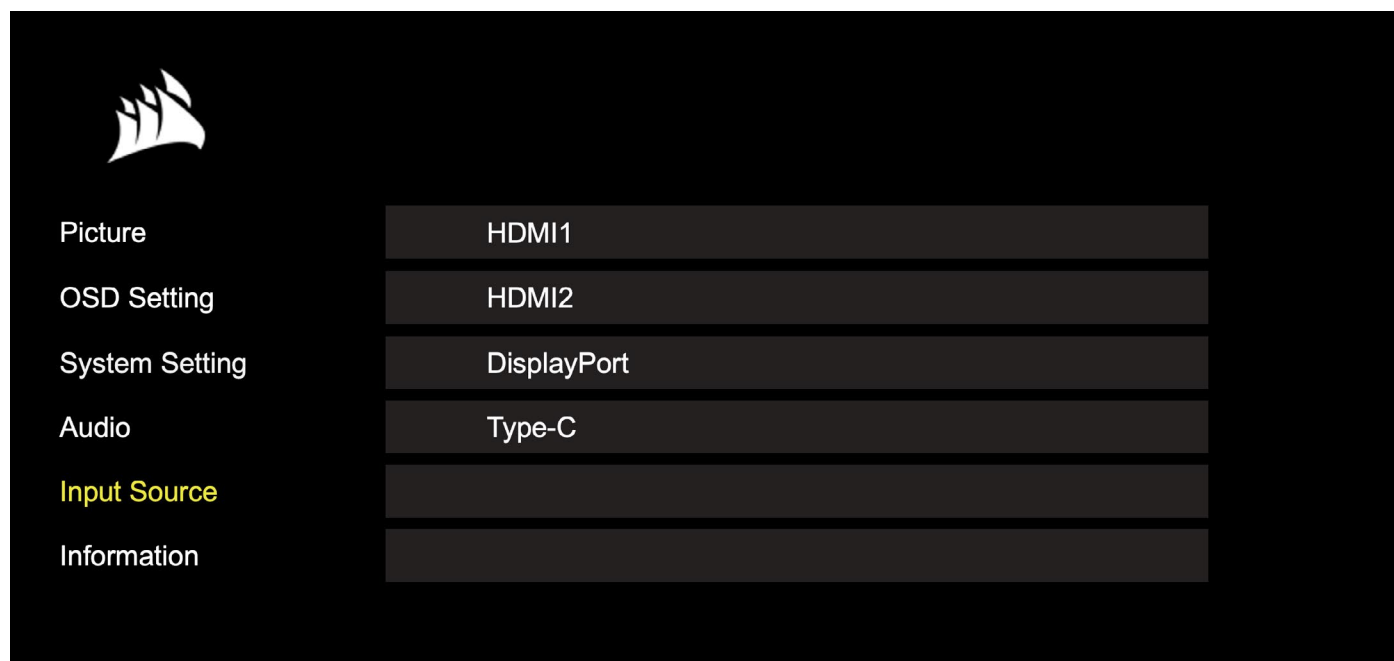 Picture
HDMI1
OSD Setting
HDMI2
System Setting
DisplayPort
Audio
Type-C
Input Source
Information